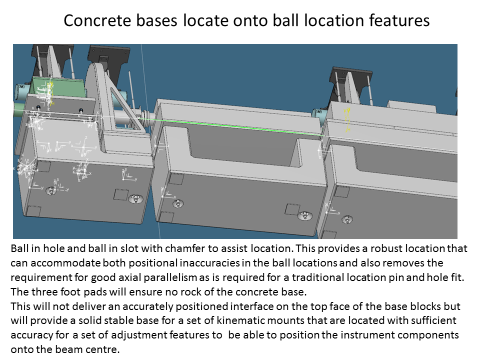 Concrete bases locate onto ball location features
Ball in hole and ball in slot with chamfer to assist location. This provides a robust location that
can accommodate both positional inaccuracies in the ball locations and also removes the
requirement for good axial parallelism as is required for a traditional location pin and hole fit.
The three foot pads will ensure no rock of the concrete base.
This will not deliver an accurately positioned interface on the top face of the base blocks but
will provide a solid stable base for a set of kinematic mounts that are located with sufficient
accuracy for a set of adjustment features to be able to position the instrument components
onto the beam centre.